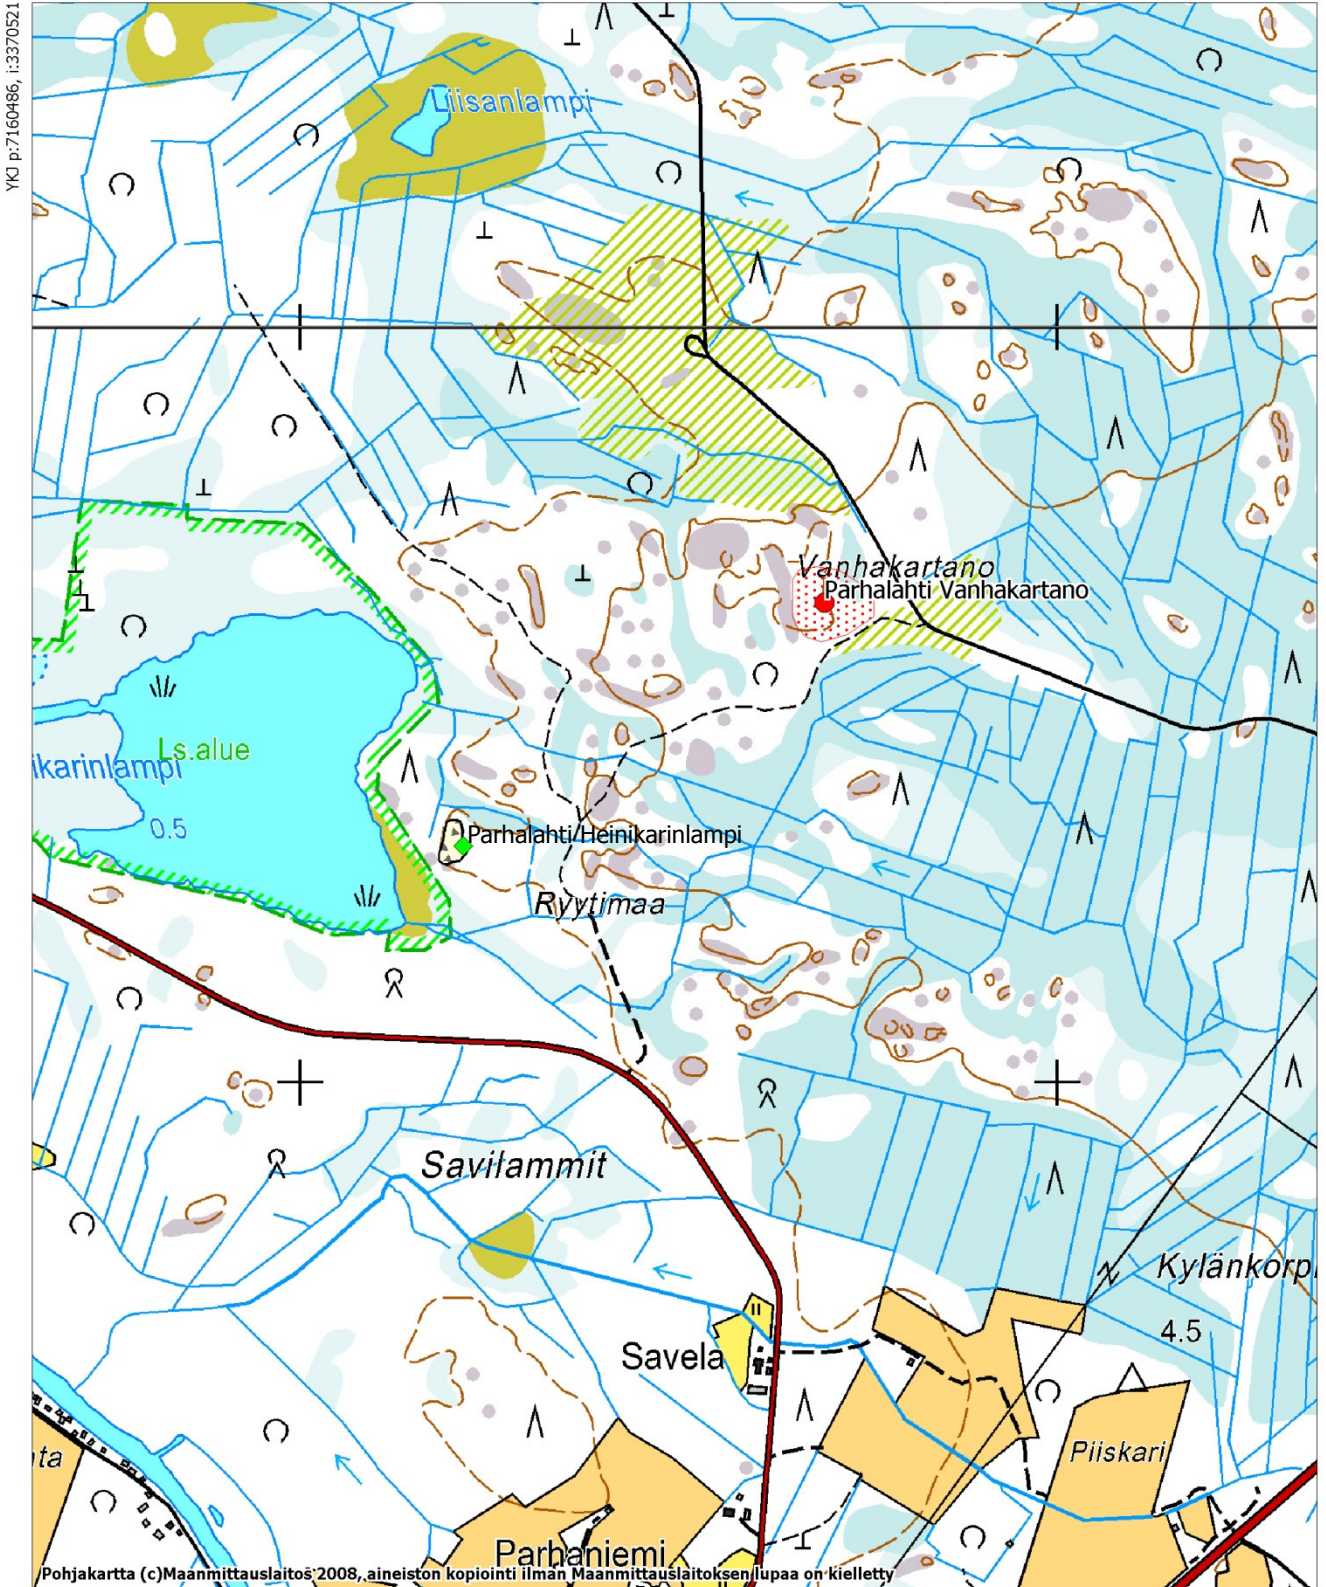 YKJ p:7160486, i:3370521
Liisanlampi
Vanhakartano
Parhalahti Vanhakartano
Ls.alue
ikarinlampi
0.5
Parhalahti/Heinikarinlampi
Ryytimaa
Savilammit
Kylänkorp
4.5
Savela
Piiskari
ta
Parhaniemi
Pohjakartta (c)Maanmittauslaitos 2008, aineiston kopiointi ilman Maanmittauslaitoksen lupaa on kielletty